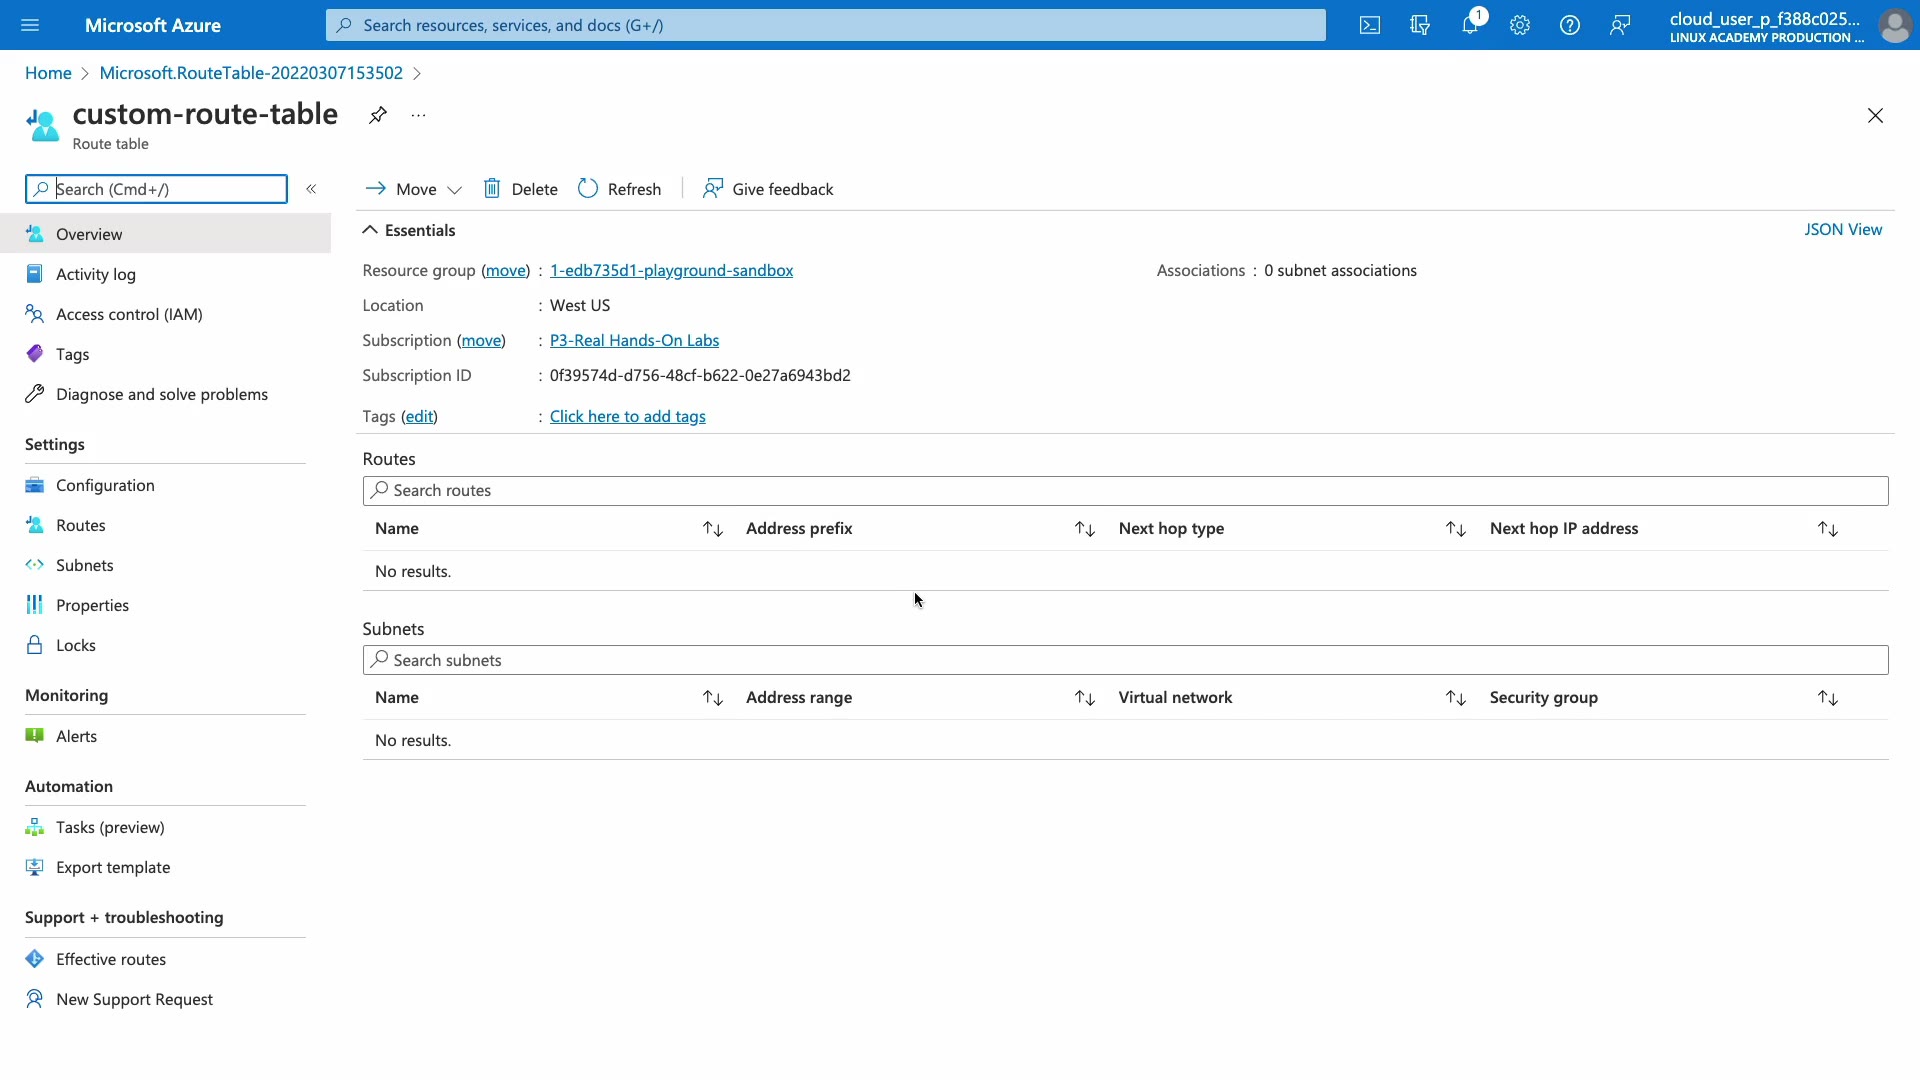 Microsoft Azure
Search resources, services, and docs (G+/)
1
cloud_user_p_f388c025...
LINUX ACADEMY PRODUCTION ...
Home > Microsoft.RouteTable-20220307153502 >
custom-route-table
...
Route table
Search (Cmd+/)
«
Move
Delete
Refresh
Give feedback
Overview
Activity log
Access control (IAM)
Tags
Diagnose and solve problems
Settings
Configuration
Routes
Subnets
Properties
Locks
Monitoring
Alerts
Automation
Tasks (preview)
Export template
Support + troubleshooting
Effective routes
New Support Request
Essentials
JSON View
Resource group (move) : 1-edb735d1-playground-sandbox
Associations : 0 subnet associations
Location : West US
Subscription (move) : P3-Real Hands-On Labs
Subscription ID : 0f39574d-d756-48cf-b622-0e27a6943bd2
Tags (edit) : Click here to add tags
Routes
Search routes
Name Address prefix Next hop type Next hop IP address
No results.
Subnets
Search subnets
Name Address range Virtual network Security group
No results.